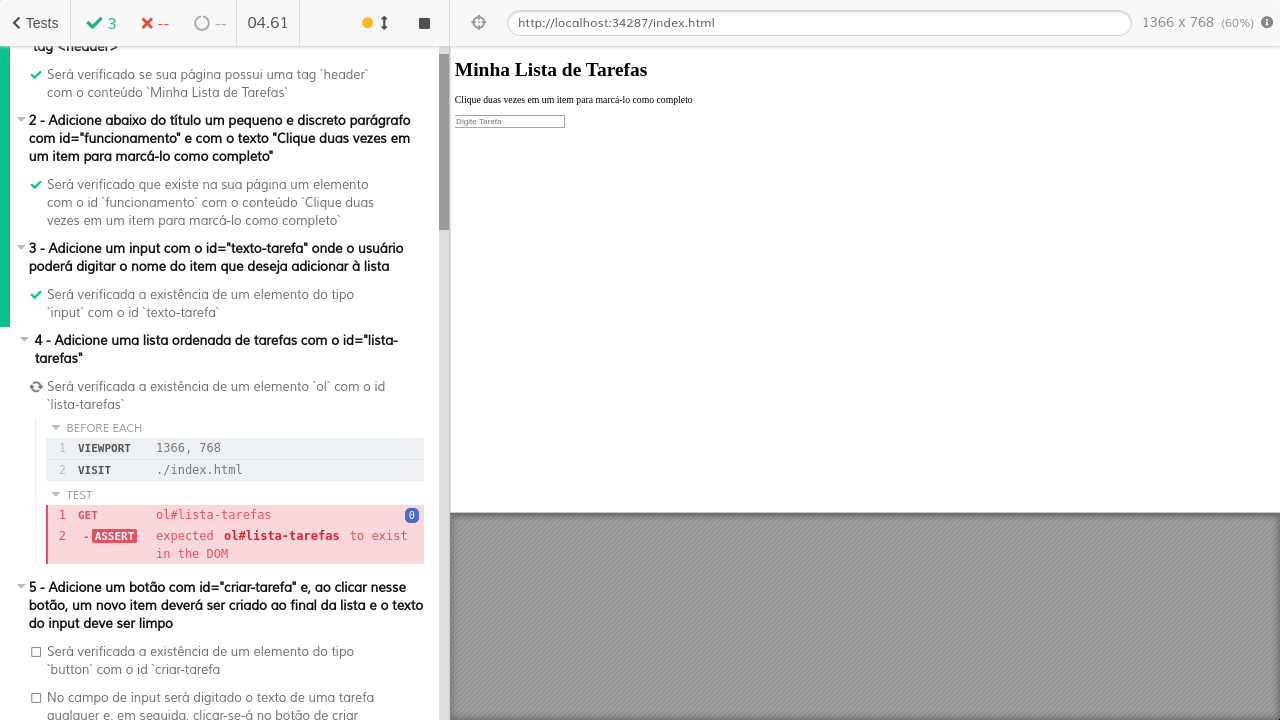 Tests
3
--
--
04.61
http://localhost:34287/index.html
1366 x 768 (60%)
tag <header>
Será verificado se sua página possui uma tag `header`
com o conteúdo `Minha Lista de Tarefas`
2 - Adicione abaixo do título um pequeno e discreto parágrafo
com id="funcionamento" e com o texto "Clique duas vezes em
um item para marcá-lo como completo"
Será verificado que existe na sua página um elemento
com o id `funcionamento` com o conteúdo `Clique duas
vezes em um item para marcá-lo como completo`
3 - Adicione um input com o id="texto-tarefa" onde o usuário
poderá digitar o nome do item que deseja adicionar à lista
Será verificada a existência de um elemento do tipo
`input` com o id `texto-tarefa`
4 - Adicione uma lista ordenada de tarefas com o id="lista-
tarefas"
Será verificada a existência de um elemento `ol` com o id
`lista-tarefas`
BEFORE EACH
1 VIEWPORT 1366, 768
2 VISIT ./index.html
TEST
1 GET ol#lista-tarefas 0
2 -ASSERT expected ol#lista-tarefas to exist
in the DOM
5 - Adicione um botão com id="criar-tarefa" e, ao clicar nesse
botão, um novo item deverá ser criado ao final da lista e o texto
do input deve ser limpo
Será verificada a existência de um elemento do tipo
`button` com o id `criar-tarefa
No campo de input será digitado o texto de uma tarefa
qualquer e, em seguida, clicar-se-á no botão de criar
Minha Lista de Tarefas
Clique duas vezes em um item para marcá-lo como completo
Digite Tarefa